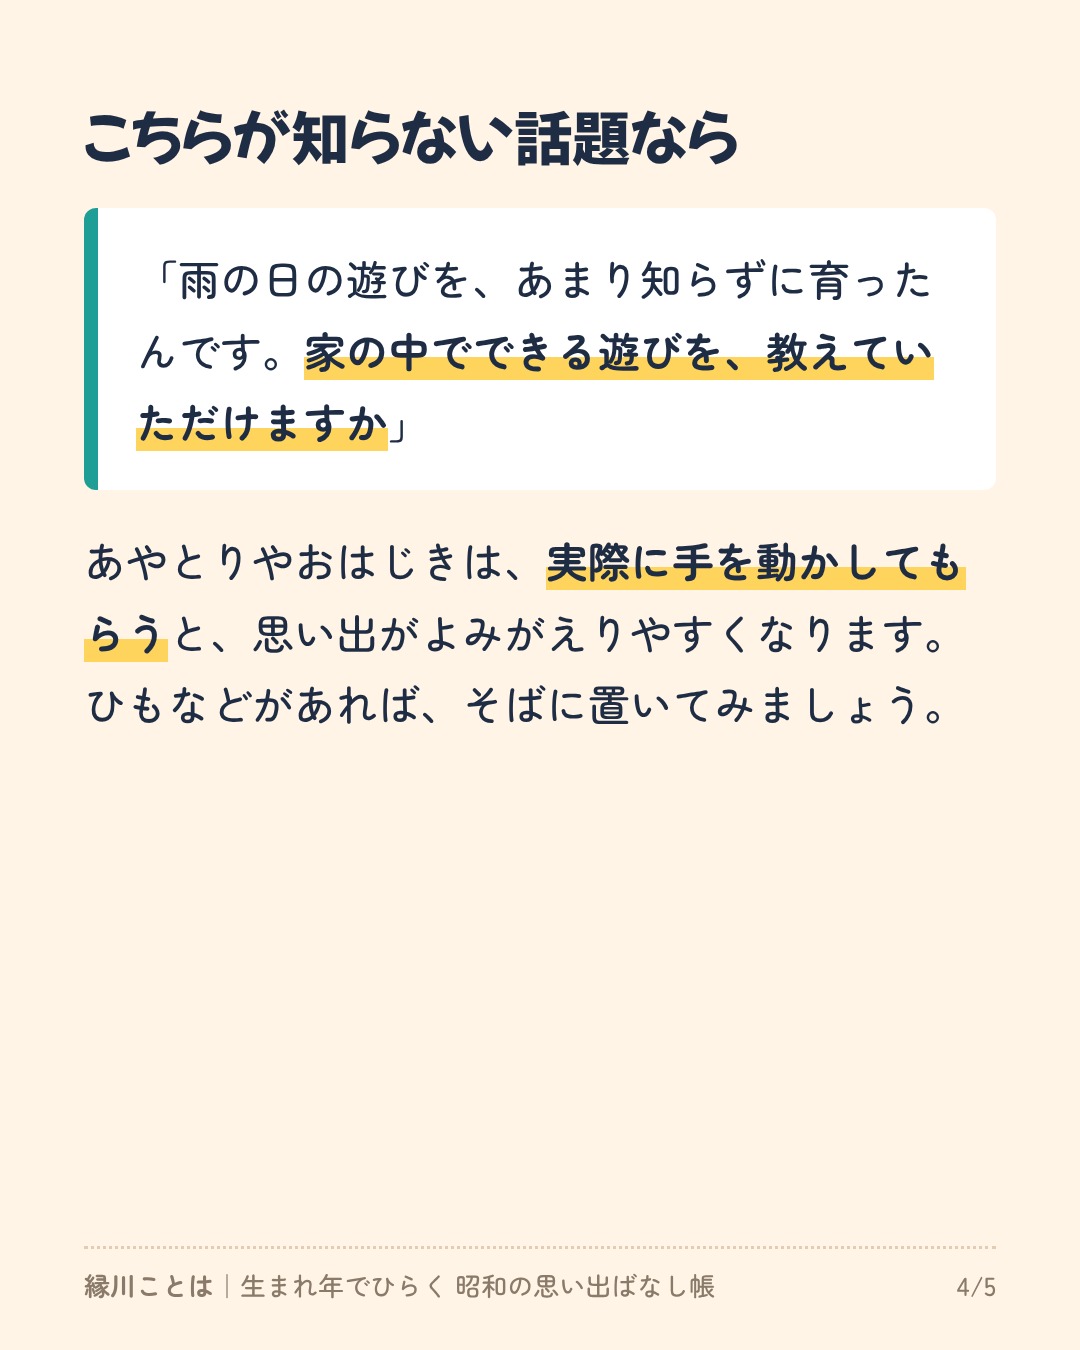 こちらが知らない話題なら
「雨の日の遊びを、あまり知らずに育った
んです。家の中でできる遊びを、教えてい
ただけますか」
あやとりやおはじきは、実際に手を動かしても
らうと、思い出がよみがえりやすくなります。
ひもなどがあれば、そばに置いてみましょう。
縁川ことは｜生まれ年でひらく 昭和の思い出ばなし帳
4/5